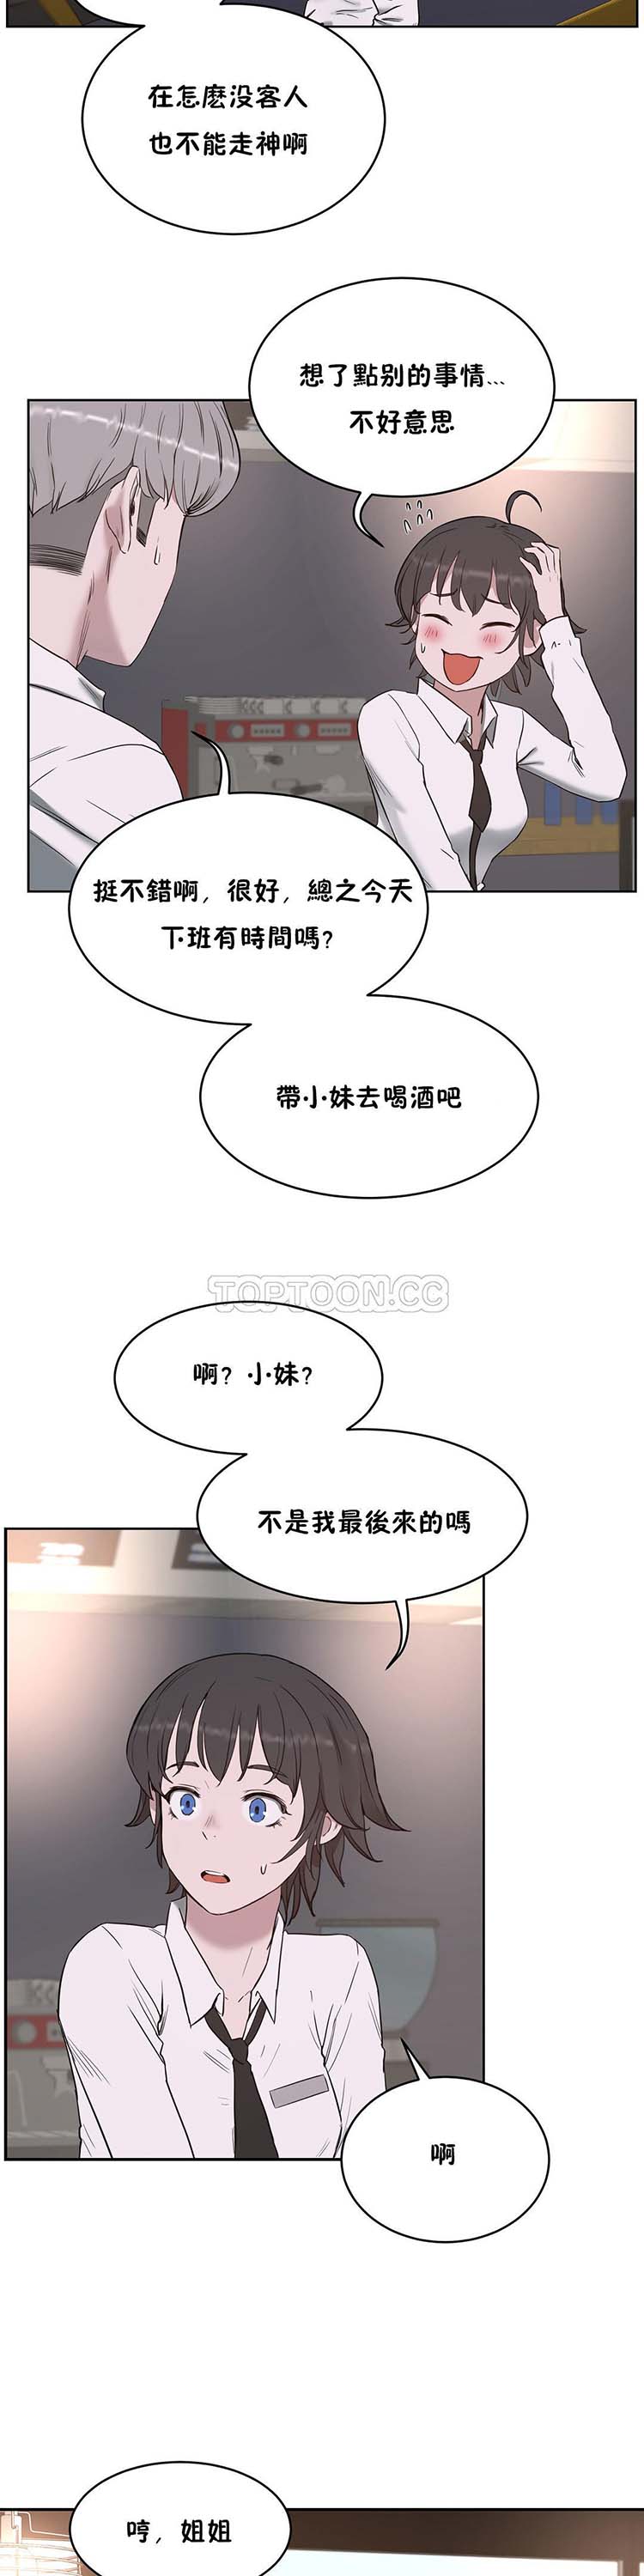 在怎麽没客人
也不能走神啊
想了點别的事情...
不好意思
挺不錯啊，很好，總之今天
下班有時間嗎?
帶小妹去喝酒吧
TOPTOON.CC
啊? 小妹?
不是我最後來的嗎
啊
哼，姐姐